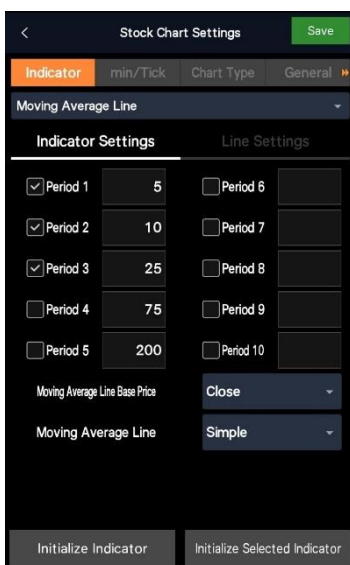 Stock Chart Settings Save
Indicator min/Tick Chart Type General
Moving Average Line
Indicator Settings Line Settings
Period 1 5 Period 6
Period 2 10 Period 7
Period 3 25 Period 8
Period 4 75 Period 9
Period 5 200 Period 10
Moving Average Line Base Price Close
Moving Average Line Simple
Initialize Indicator Initialize Selected Indicator